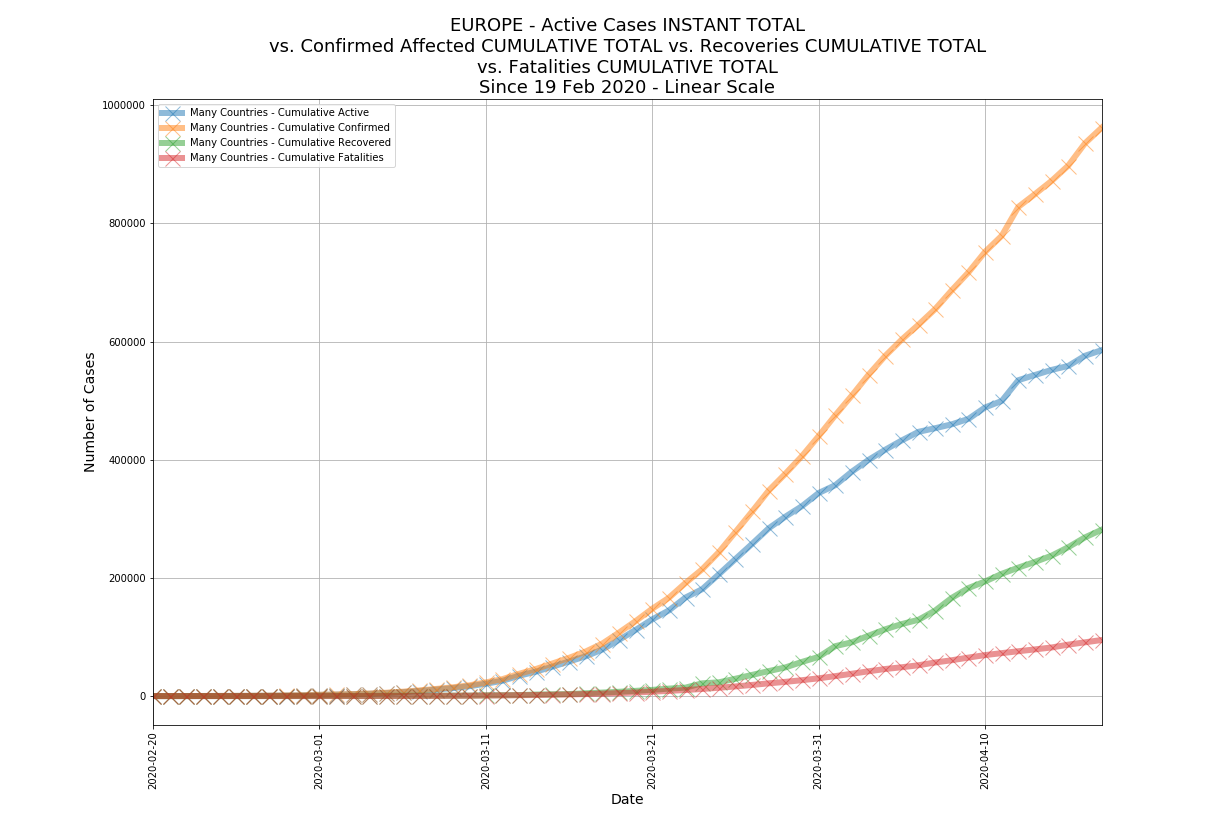 EUROPE - Active Cases INSTANT TOTAL
vs. Confirmed Affected CUMULATIVE TOTAL vs. Recoveries CUMULATIVE TOTAL
vs. Fatalities CUMULATIVE TOTAL
Since 19 Feb 2020 - Linear Scale
Many Countries - Cumulative Active
Many Countries - Cumulative Confirmed
Many Countries - Cumulative Recovered
Many Countries - Cumulative Fatalities
1000000
800000
600000
400000
200000
0
Number of Cases
2020-02-20
2020-03-01
2020-03-11
2020-03-21
2020-03-31
2020-04-10
Date